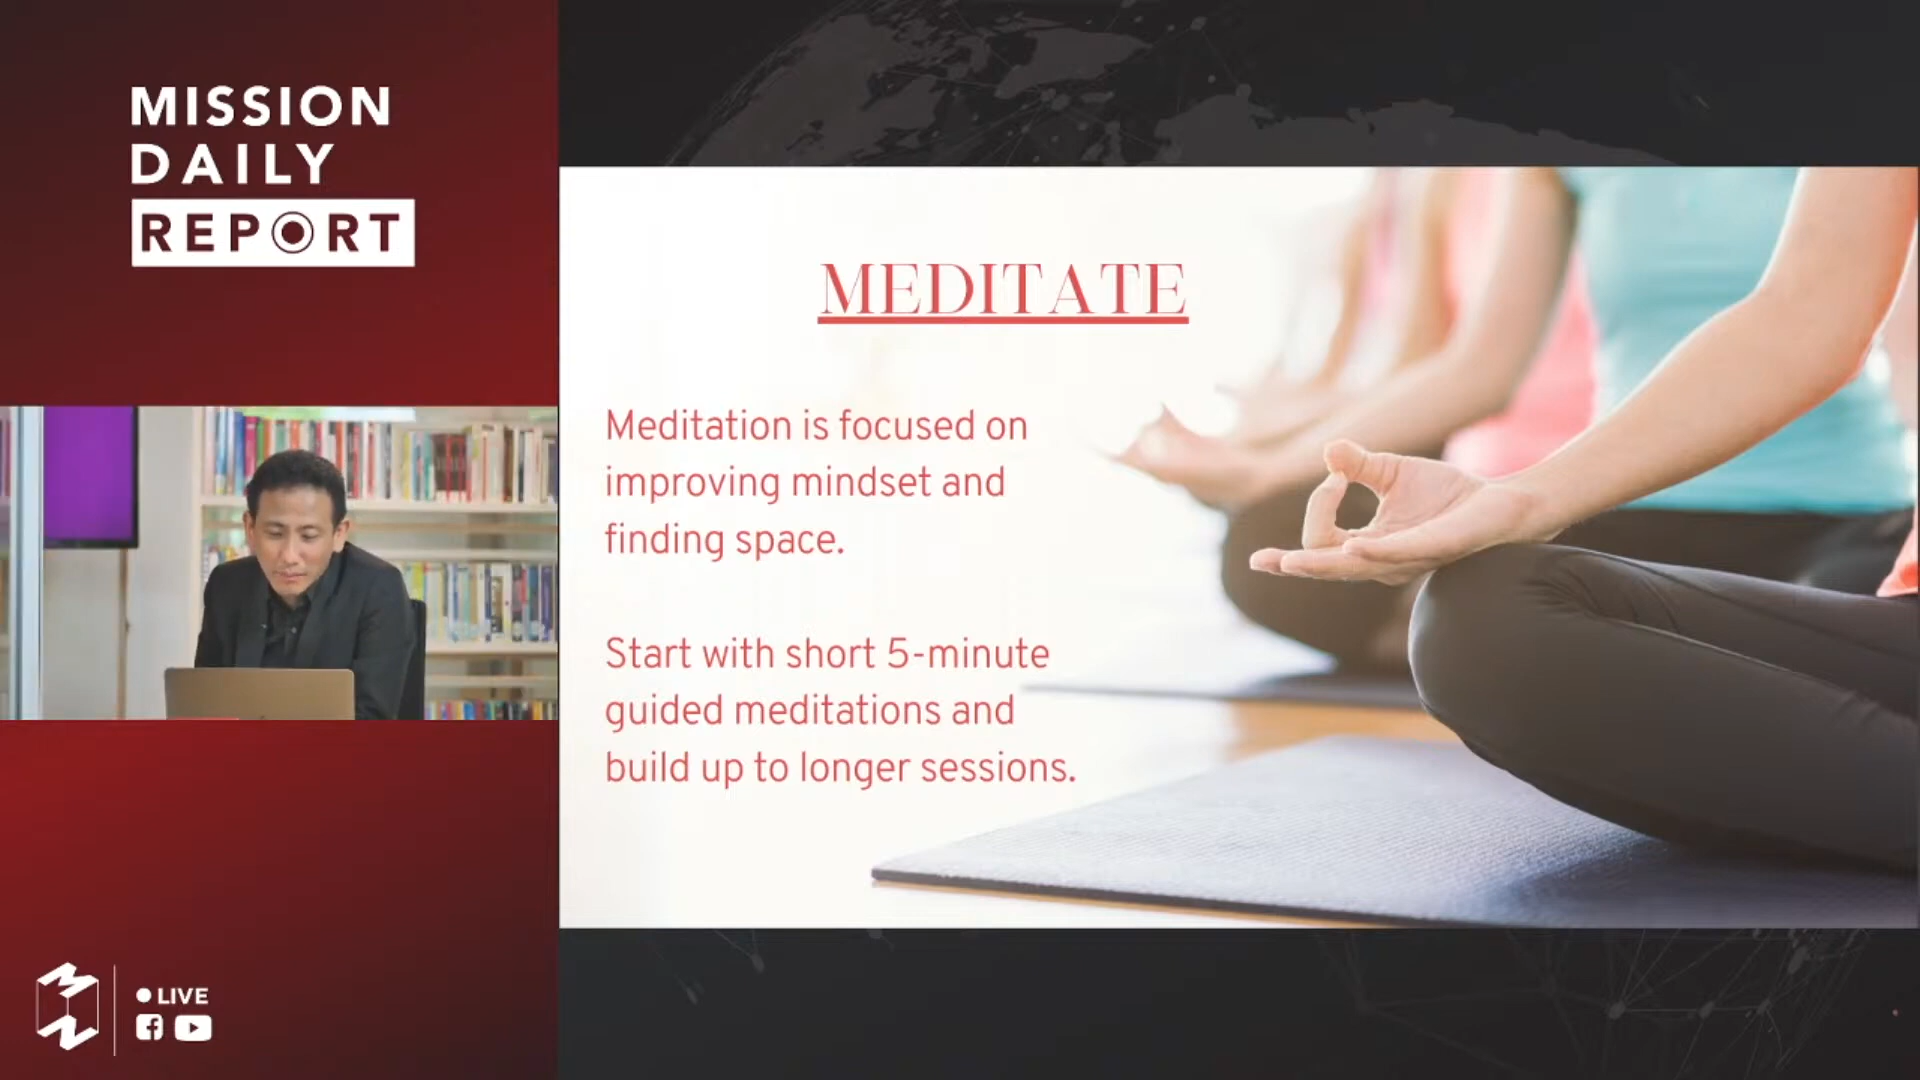 MISSION
DAILY
REPORT
MEDITATE
Meditation is focused on
improving mindset and
finding space.
Start with short 5-minute
guided meditations and
build up to longer sessions.
LIVE